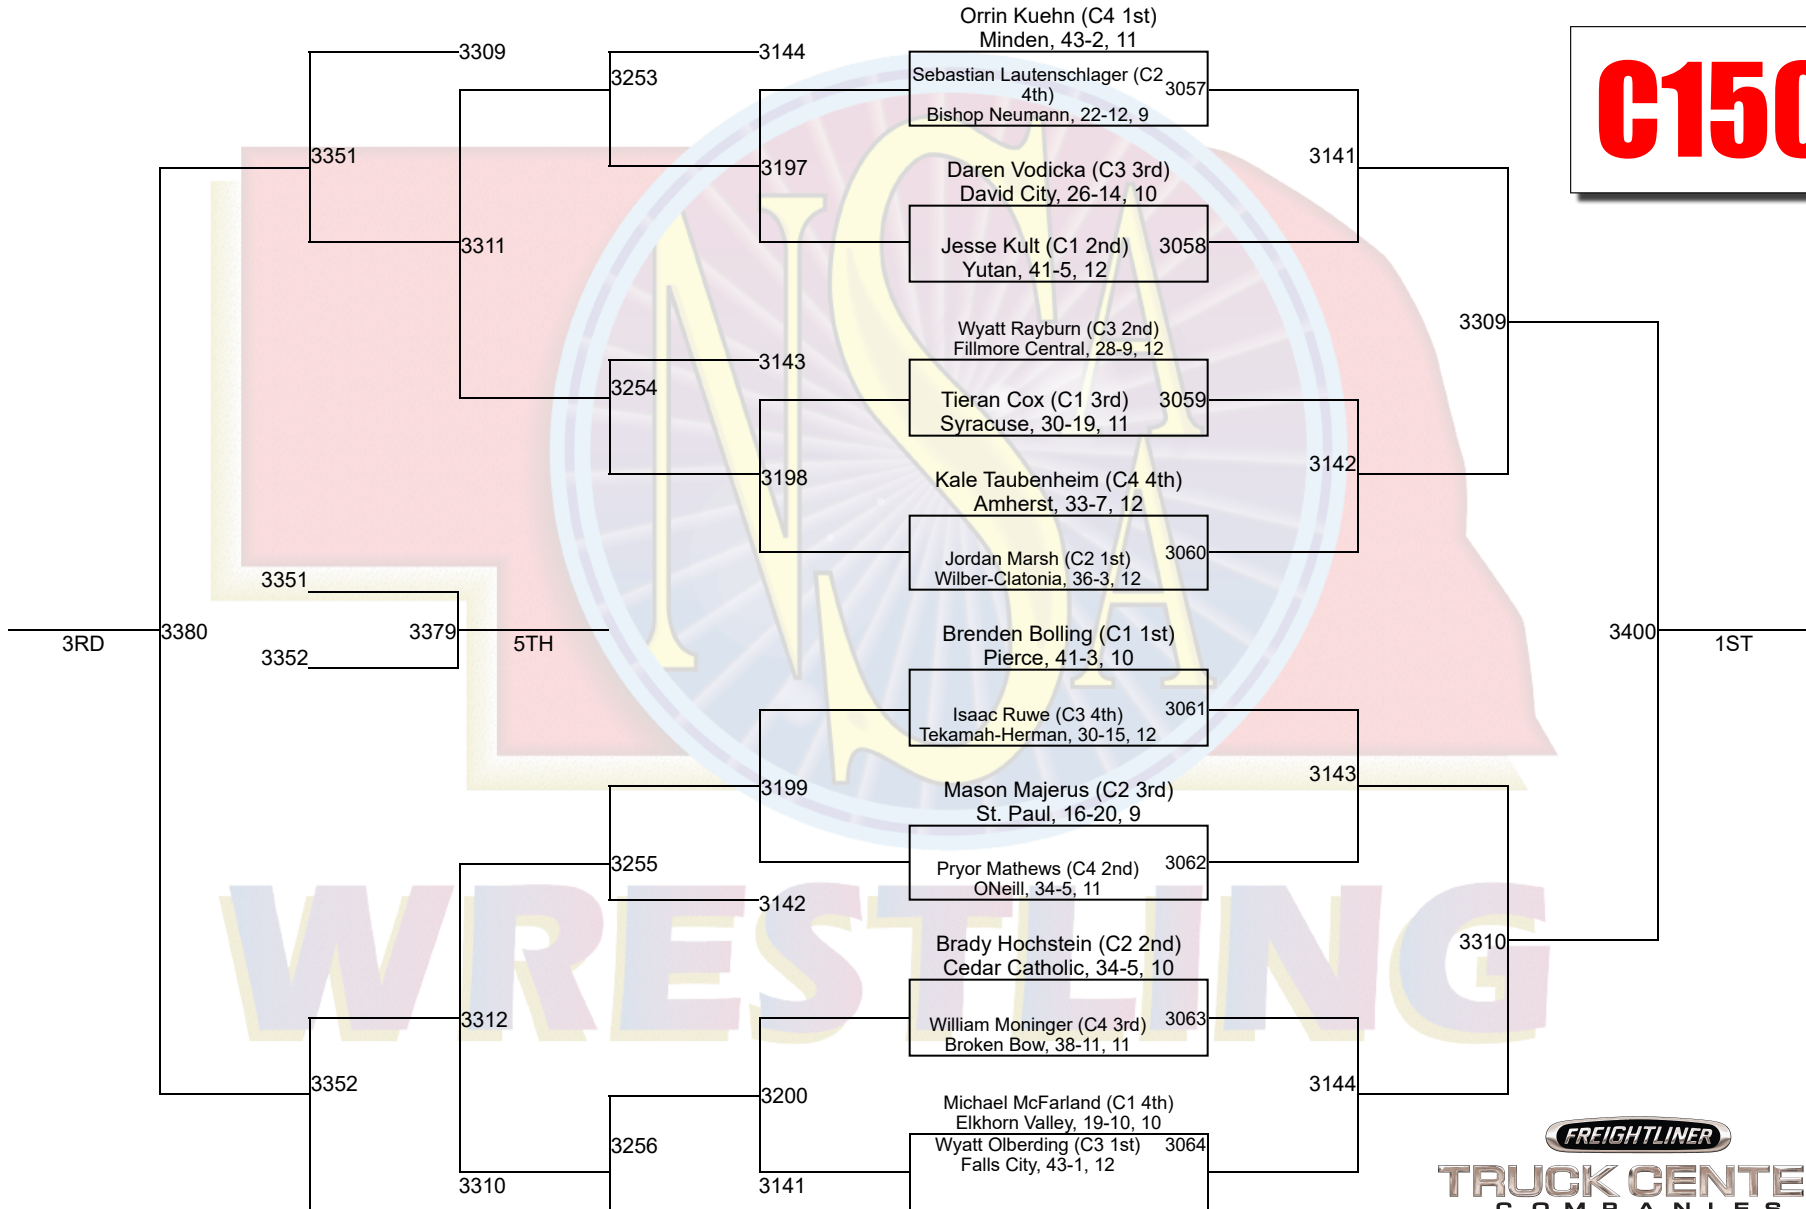 Orrin Kuehn (C4 1st)
Minden, 43-2, 11
Sebastian Lautenschlager (C2
4th)
Bishop Neumann, 22-12, 9
3057
Daren Vodicka (C3 3rd)
David City, 26-14, 10
Jesse Kult (C1 2nd)
Yutan, 41-5, 12
3058
Wyatt Rayburn (C3 2nd)
Fillmore Central, 28-9, 12
Tieran Cox (C1 3rd)
Syracuse, 30-19, 11
3059
Kale Taubenheim (C4 4th)
Amherst, 33-7, 12
Jordan Marsh (C2 1st)
Wilber-Clatonia, 36-3, 12
3060
Brenden Bolling (C1 1st)
Pierce, 41-3, 10
Isaac Ruwe (C3 4th)
Tekamah-Herman, 30-15, 12
3061
Mason Majerus (C2 3rd)
St. Paul, 16-20, 9
Pryor Mathews (C4 2nd)
ONeill, 34-5, 11
3062
Brady Hochstein (C2 2nd)
Cedar Catholic, 34-5, 10
William Moninger (C4 3rd)
Broken Bow, 38-11, 11
3063
Michael McFarland (C1 4th)
Elkhorn Valley, 19-10, 10
Wyatt Olberding (C3 1st)
Falls City, 43-1, 12
3064
3141
3142
3143
3144
3309
3310
3400
1ST
3144
3197
3143
3198
3199
3142
3200
3141
3253
3254
3255
3256
3309
3311
3312
3310
3351
3352
3351
3352
3379
5TH
3380
3RD
C150
NSAA
WRESTLING
FREIGHTLINER
TRUCK CENTE
COMPANIES